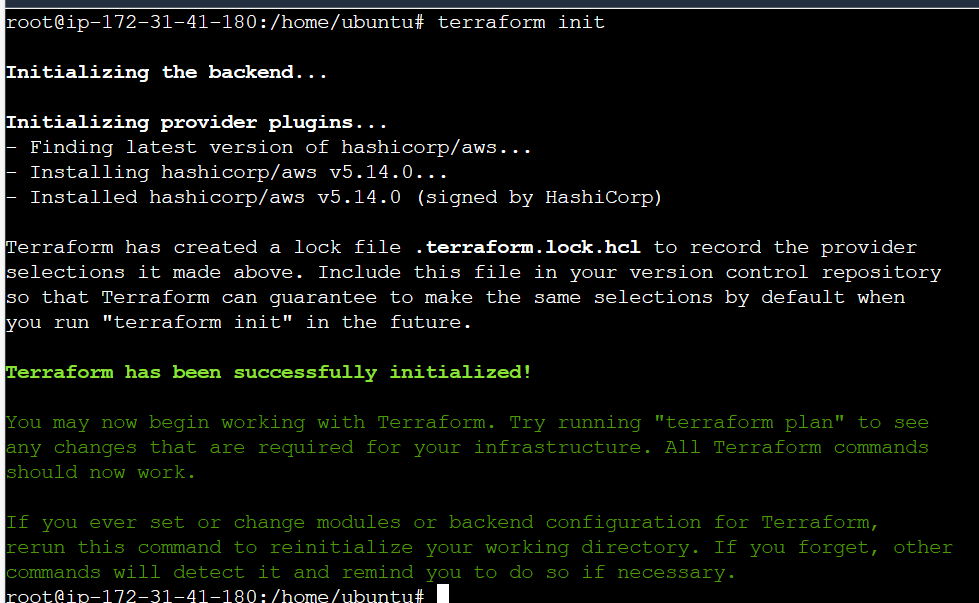 root@ip-172-31-41-180:/home/ubuntu# terraform init
Initializing the backend...
Initializing provider plugins...
- Finding latest version of hashicorp/aws...
- Installing hashicorp/aws v5.14.0...
- Installed hashicorp/aws v5.14.0 (signed by HashiCorp)
Terraform has created a lock file .terraform.lock.hcl to record the provider
selections it made above. Include this file in your version control repository
so that Terraform can guarantee to make the same selections by default when
you run "terraform init" in the future.
Terraform has been successfully initialized!
You may now begin working with Terraform. Try running "terraform plan" to see
any changes that are required for your infrastructure. All Terraform commands
should now work.
If you ever set or change modules or backend configuration for Terraform,
rerun this command to reinitialize your working directory. If you forget, other
commands will detect it and remind you to do so if necessary.
root@ip-172-31-41-180:/home/ubuntu#